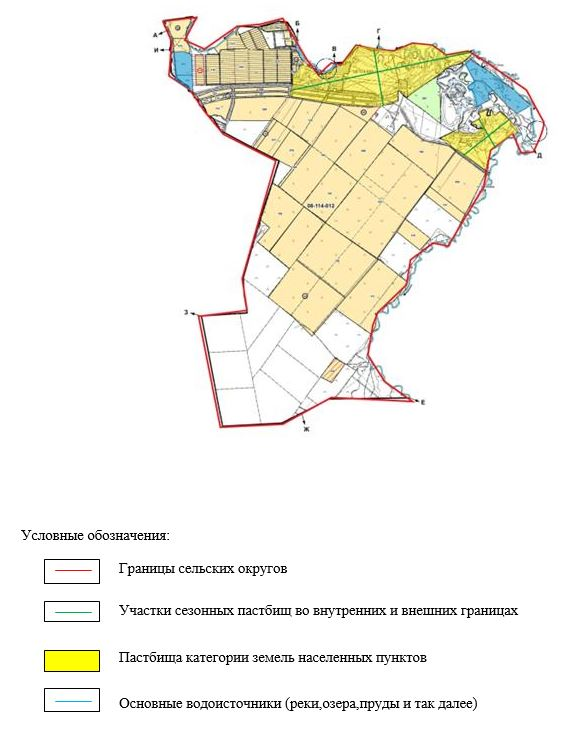 Б
А
Г
В
И
Д
08-114-012
З
Е
Ж
Условные обозначения:
Границы сельских округов
Участки сезонных пастбищ во внутренних и внешних границах
Пастбища категории земель населенных пунктов
Основные водоисточники (реки,озера,пруды и так далее)